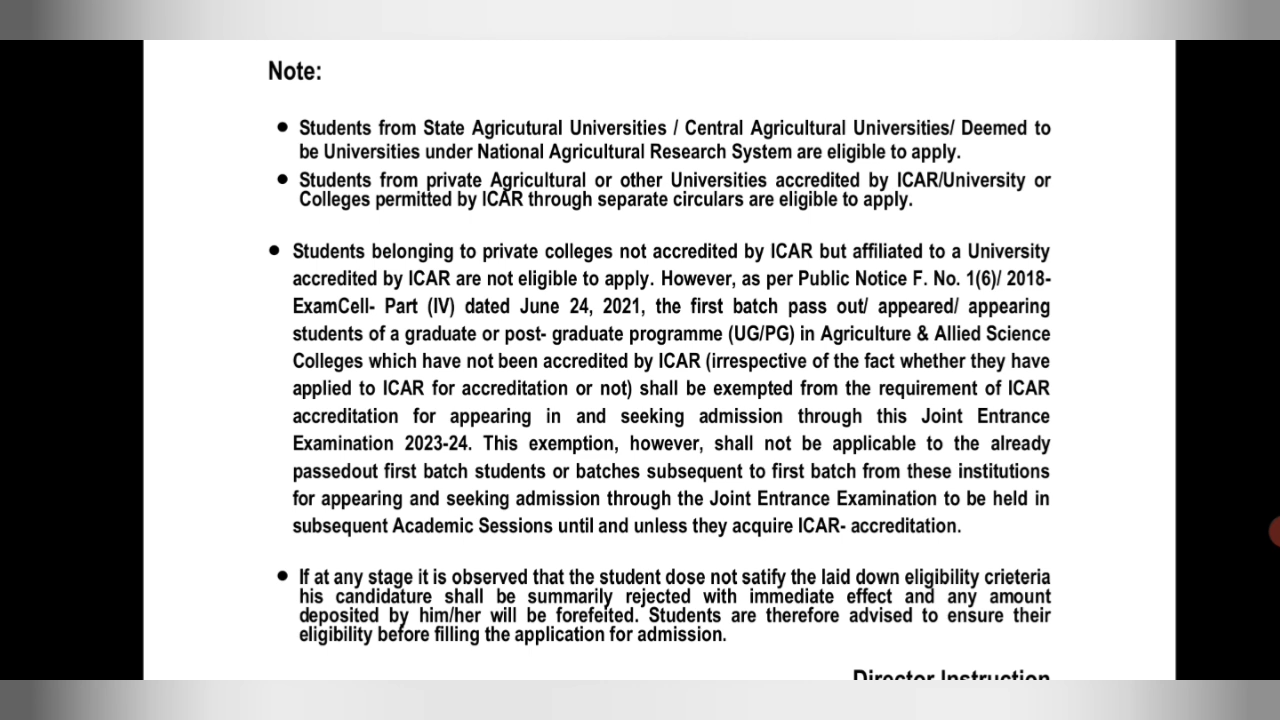 Note:
● Students from State Agricutural Universities / Central Agricultural Universities/ Deemed to
be Universities under National Agricultural Research System are eligible to apply.
● Students from private Agricultural or other Universities accredited by ICAR/University or
Colleges permitted by ICAR through separate circulars are eligible to apply.
● Students belonging to private colleges not accredited by ICAR but affiliated to a University
accredited by ICAR are not eligible to apply. However, as per Public Notice F. No. 1(6)/ 2018-
ExamCell- Part (IV) dated June 24, 2021, the first batch pass out/ appeared/ appearing
students of a graduate or post- graduate programme (UG/PG) in Agriculture & Allied Science
Colleges which have not been accredited by ICAR (irrespective of the fact whether they have
applied to ICAR for accreditation or not) shall be exempted from the requirement of ICAR
accreditation for appearing in and seeking admission through this Joint Entrance
Examination 2023-24. This exemption, however, shall not be applicable to the already
passedout first batch students or batches subsequent to first batch from these institutions
for appearing and seeking admission through the Joint Entrance Examination to be held in
subsequent Academic Sessions until and unless they acquire ICAR- accreditation.
● If at any stage it is observed that the student dose not satify the laid down eligibility crieteria
his candidature shall be summarily rejected with immediate effect and any amount
deposited by him/her will be forefeited. Students are therefore advised to ensure their
eligibility before filling the application for admission.
Director Instruction